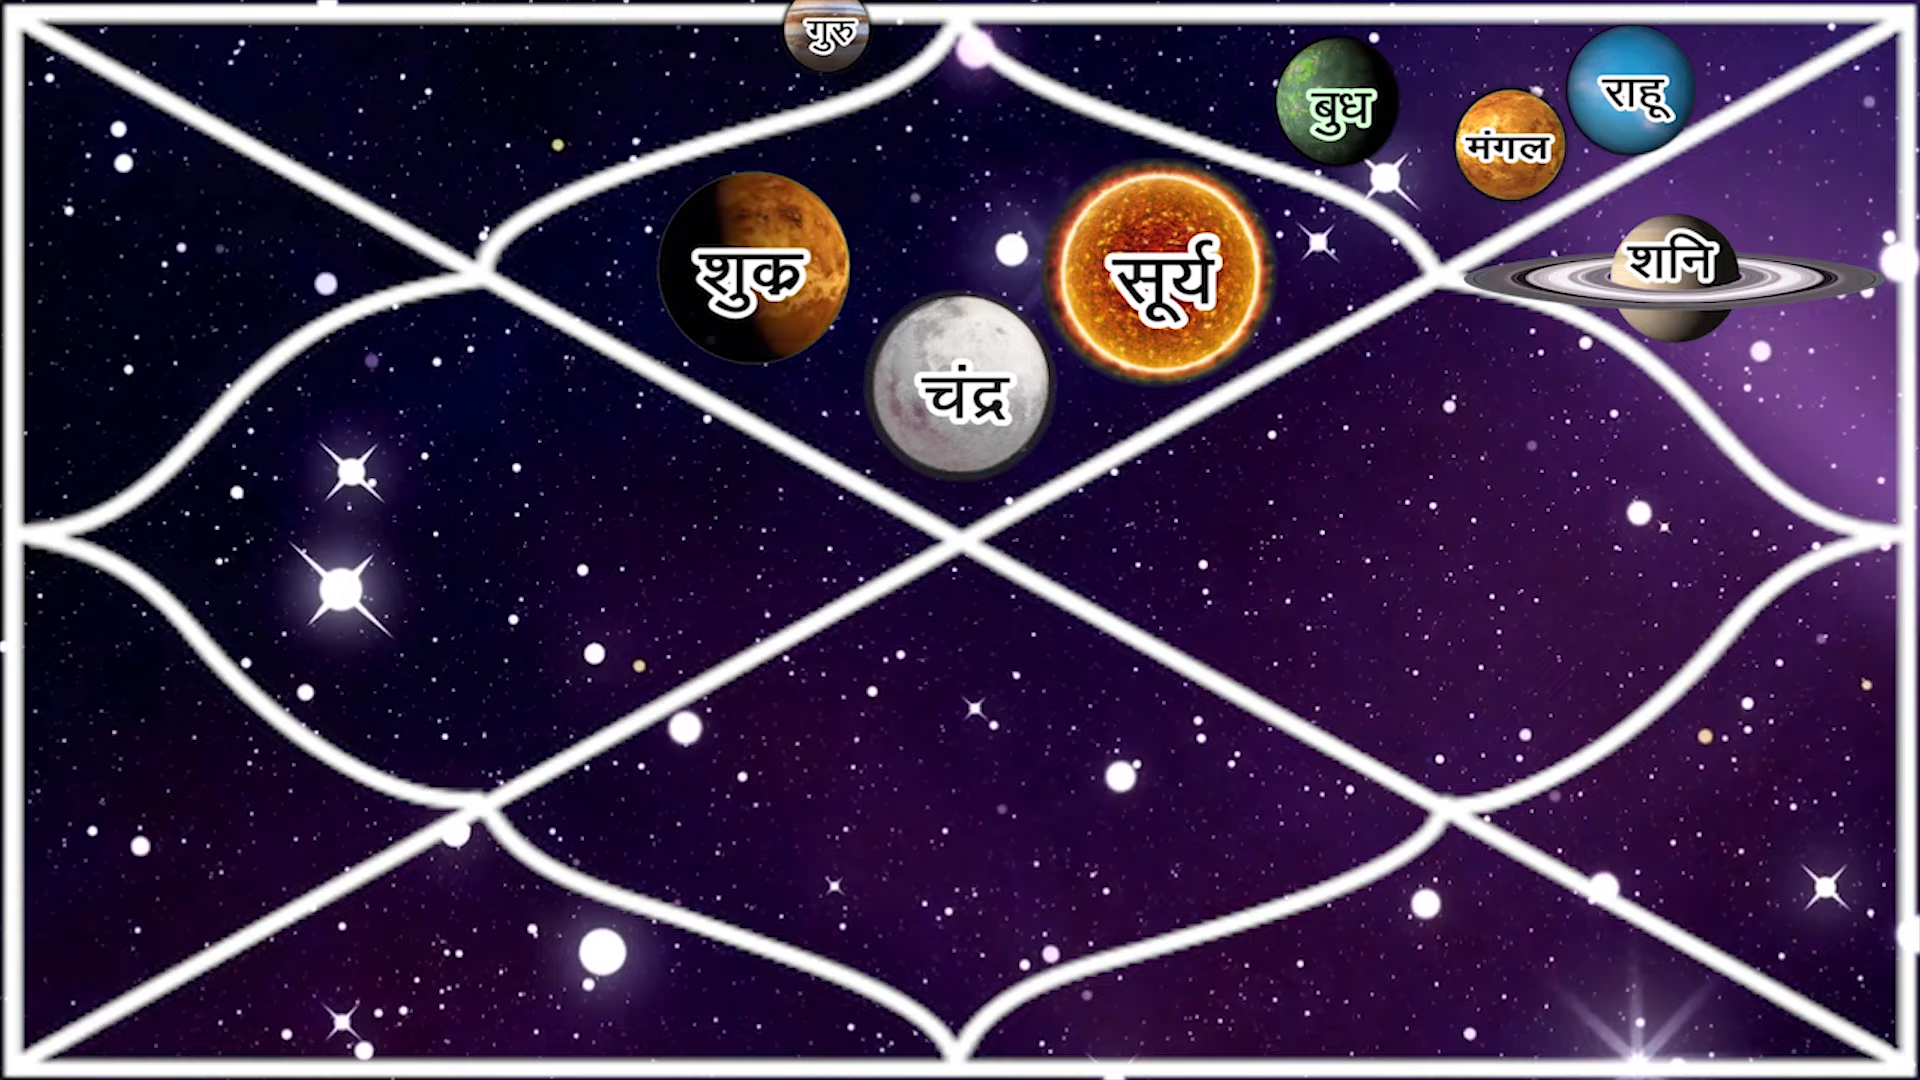 गुरु
बुध
राहू
मंगल
शुक्र
सूर्य
शनि
चंद्र